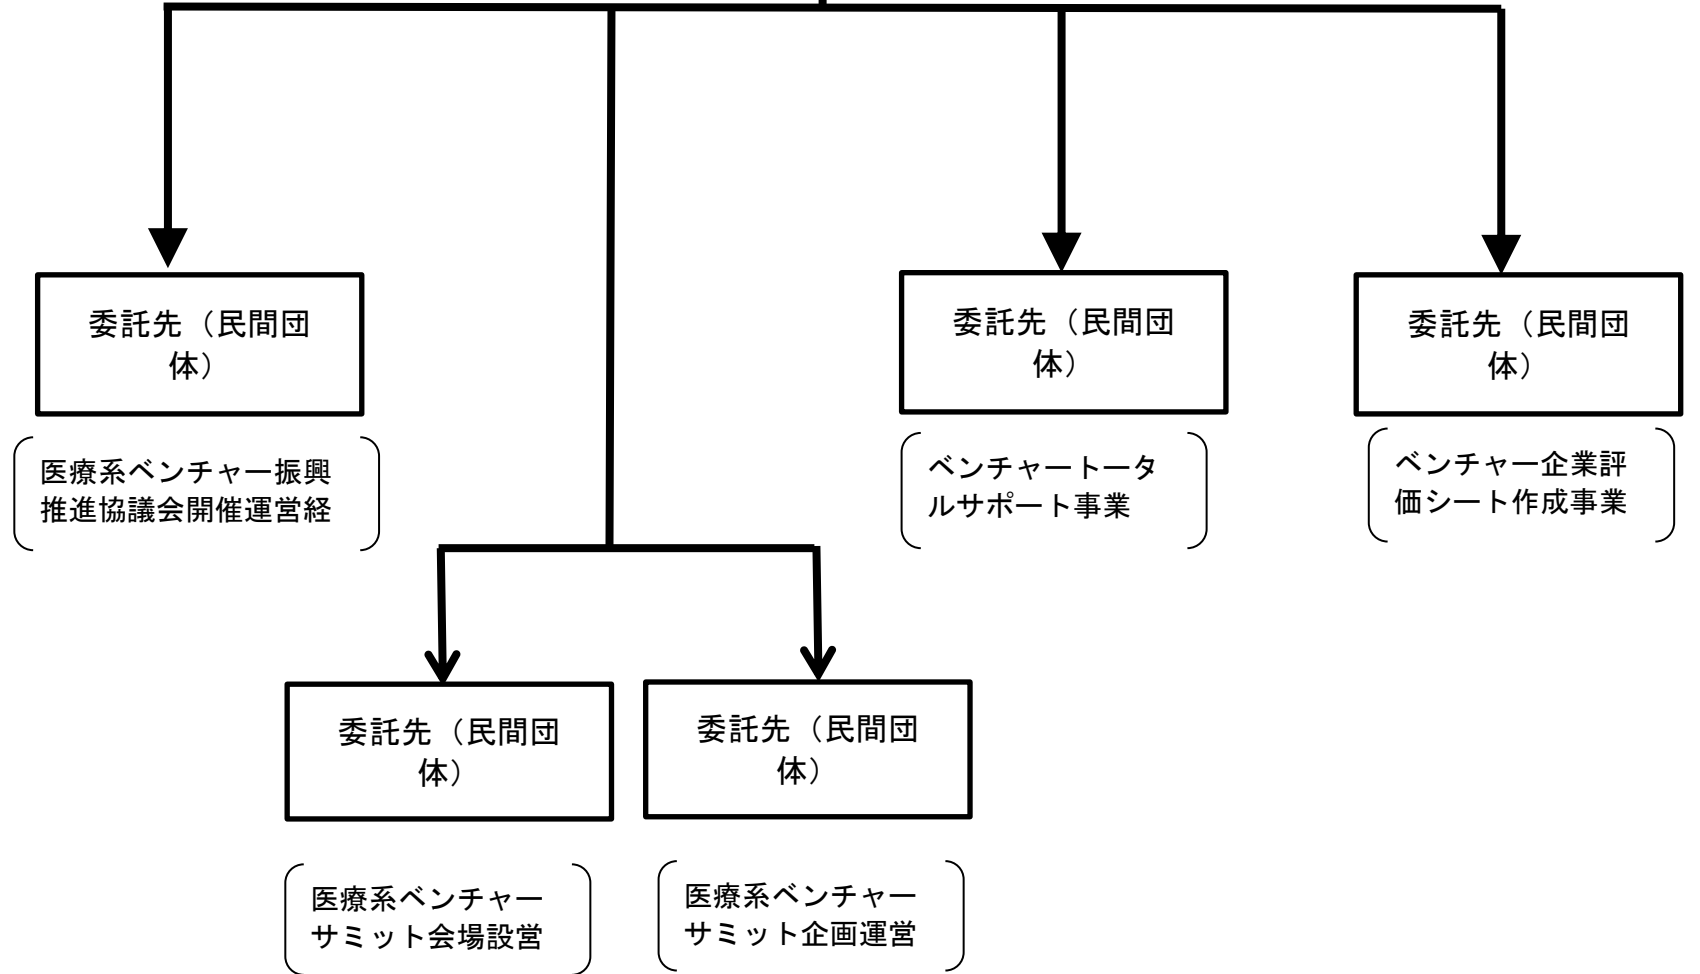 委託先（民間団
体）
医療系ベンチャー振興
推進協議会開催運営経
委託先（民間団
体）
ベンチャートータ
ルサポート事業
委託先（民間団
体）
ベンチャー企業評
価シート作成事業
委託先（民間団
体）
医療系ベンチャー
サミット会場設営
委託先（民間団
体）
医療系ベンチャー
サミット企画運営